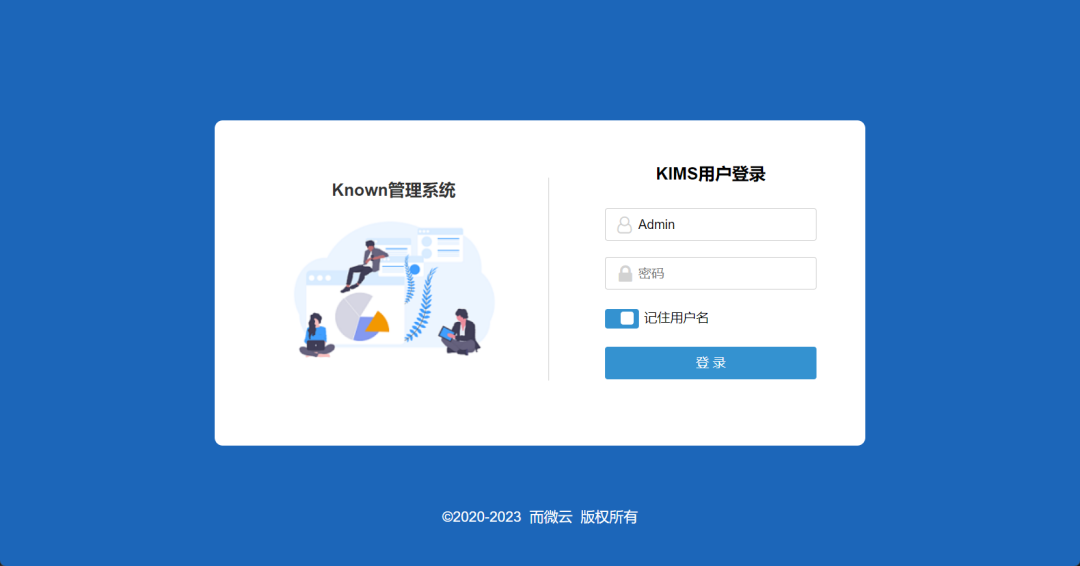 Known管理系统
KIMS用户登录
Admin
密码
记住用户名
登 录
©2020-2023 而微云 版权所有